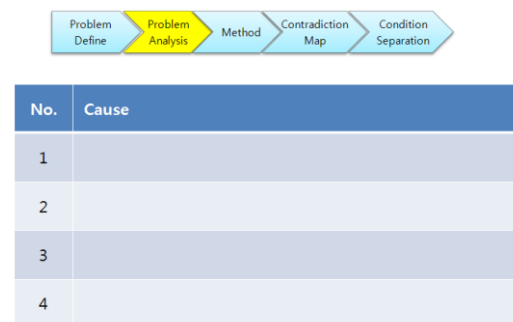 Problem
Define
Problem
Analysis
Method
Contradiction
Map
Condition
Separation
No. Cause
1
2
3
4